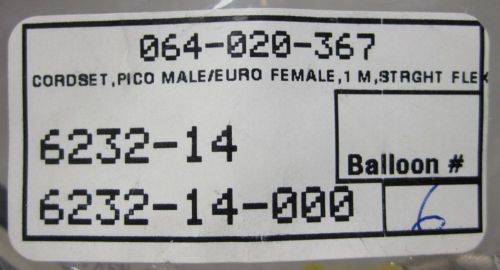 064-020-367
CORDSET,PICO MALE/EURO FEMALE,1 M,STRGHT FLEX
6232-14
Balloon #
6232-14-000
6